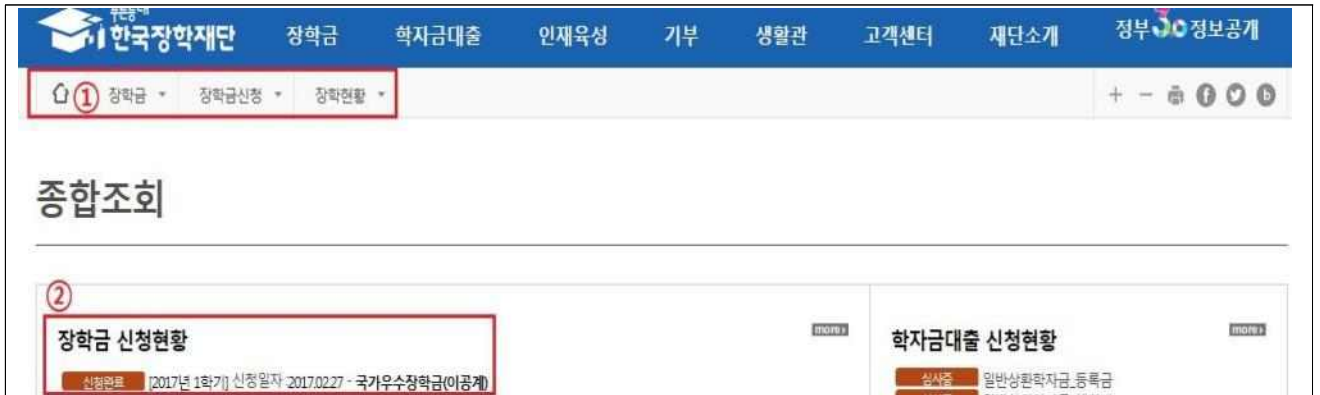 푸른등대
한국장학재단 장학금 학자금대출 인재육성 기부 생활관 고객센터 재단소개 정부3.0정보공개
① 장학금 장학금신청 장학현황
종합조회
②
장학금 신청현황 more
신청완료 [2017년 1학기] 신청일자 :2017.02.27 - 국가우수장학금(이공계)
학자금대출 신청현황 more
심사중 일반상환학자금_등록금